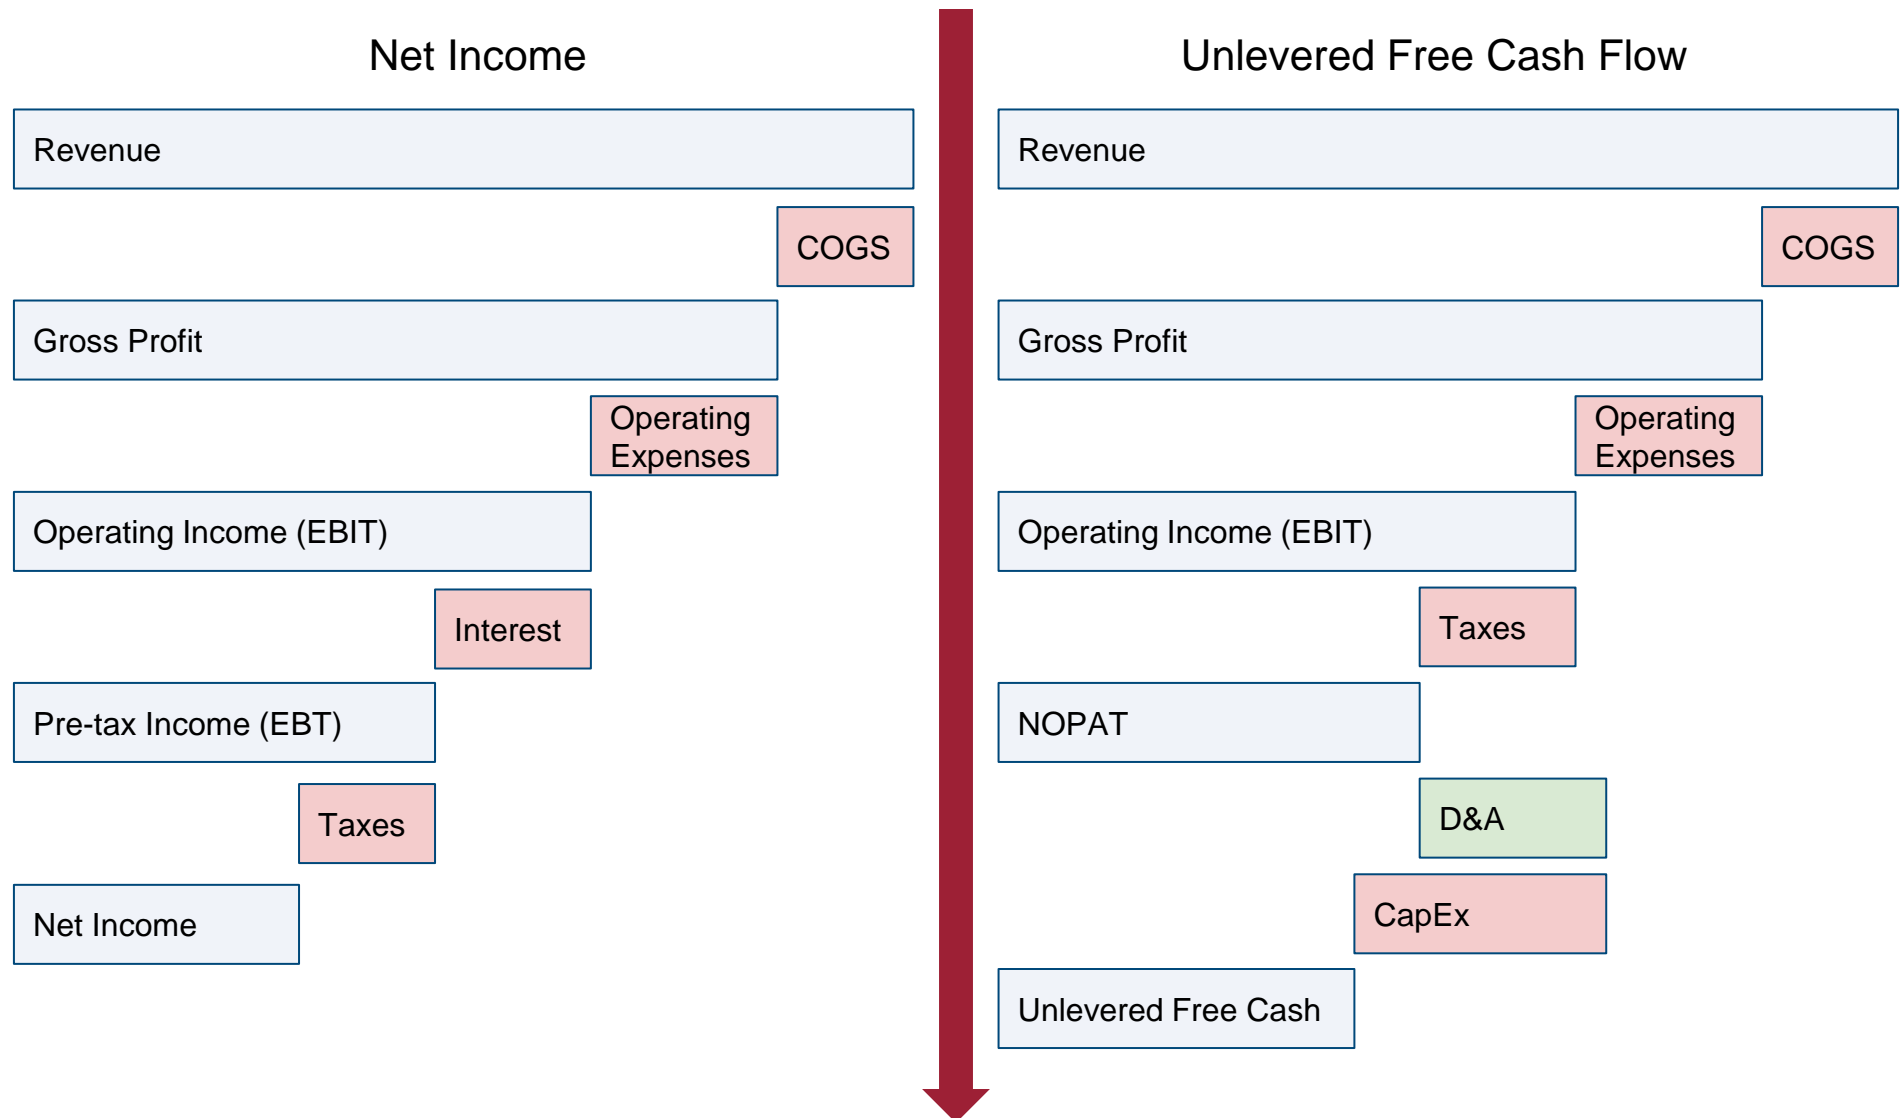 Net Income
Revenue
COGS
Gross Profit
Operating
Expenses
Operating Income (EBIT)
Interest
Pre-tax Income (EBT)
Taxes
Net Income
Unlevered Free Cash Flow
Revenue
COGS
Gross Profit
Operating
Expenses
Operating Income (EBIT)
Taxes
NOPAT
D&A
CapEx
Unlevered Free Cash